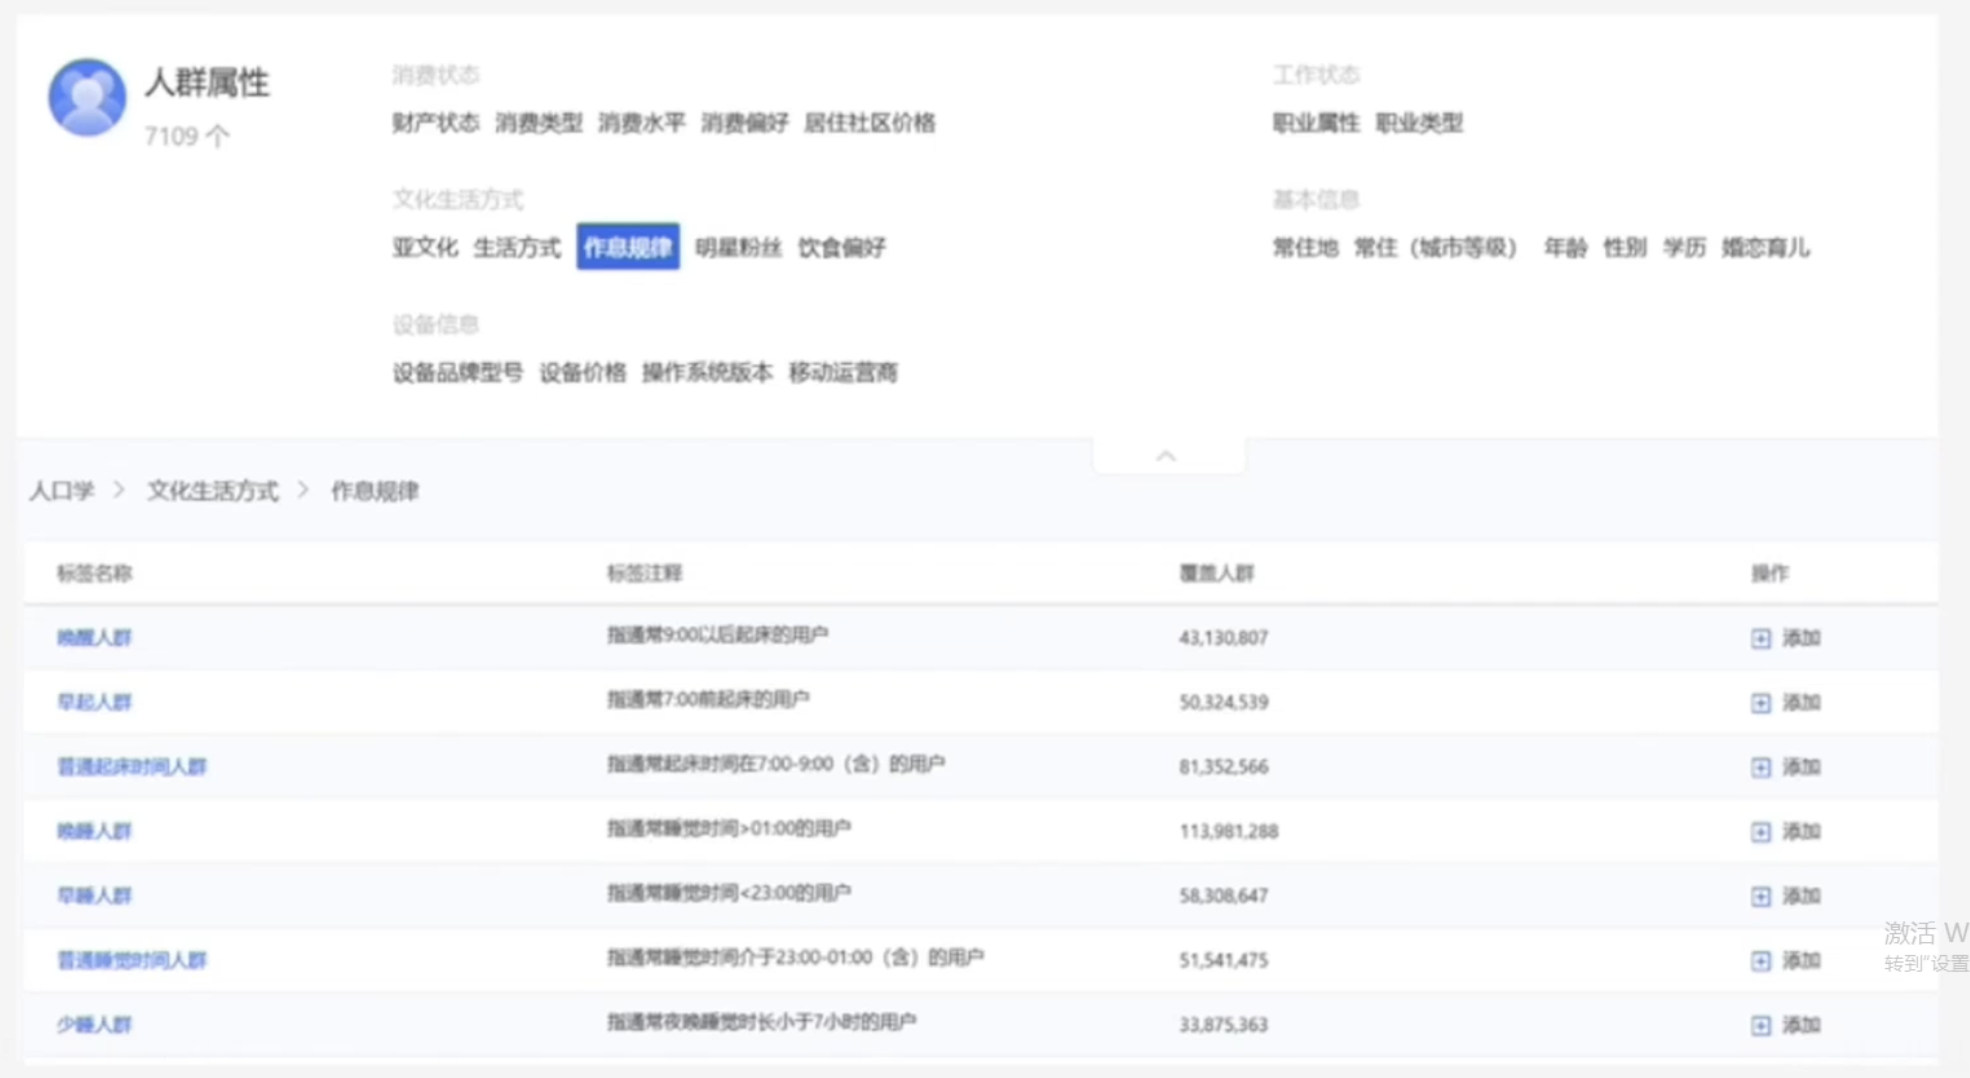 人群属性
7109 个
消费状态
财产状态 消费类型 消费水平 消费偏好 居住社区价格
工作状态
职业属性 职业类型
文化生活方式
亚文化 生活方式 作息规律 明星粉丝 饮食偏好
基本信息
常住地 常住（城市等级） 年龄 性别 学历 婚恋育儿
设备信息
设备品牌型号 设备价格 操作系统版本 移动运营商
人口学 > 文化生活方式 > 作息规律
标签名称 标签注释 覆盖人群 操作
晚醒人群 指通常9:00以后起床的用户 43,130,807 添加
早起人群 指通常7:00前起床的用户 50,324,539 添加
普通起床时间人群 指通常起床时间在7:00-9:00（含）的用户 81,352,566 添加
晚睡人群 指通常睡觉时间>01:00的用户 113,981,288 添加
早睡人群 指通常睡觉时间<23:00的用户 58,308,647 添加
普通睡觉时间人群 指通常睡觉时间介于23:00-01:00（含）的用户 51,541,475 添加
少睡人群 指通常夜晚睡觉时长小于7小时的用户 33,875,363 添加
激活 W
转到“设置